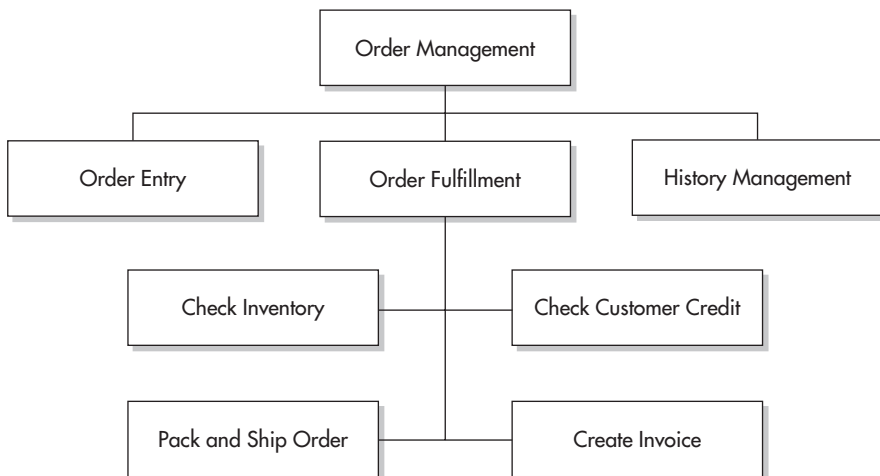 Order Management
Order Entry
Order Fulfillment
History Management
Check Inventory
Check Customer Credit
Pack and Ship Order
Create Invoice